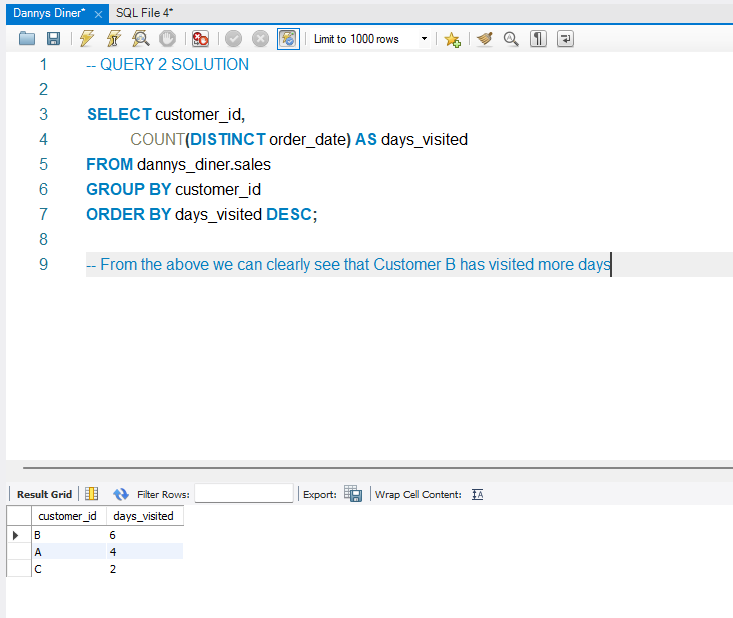 Dannys Diner* SQL File 4*
Limit to 1000 rows
1 -- QUERY 2 SOLUTION
2
3 SELECT customer_id,
4 COUNT(DISTINCT order_date) AS days_visited
5 FROM dannys_diner.sales
6 GROUP BY customer_id
7 ORDER BY days_visited DESC;
8
9 -- From the above we can clearly see that Customer B has visited more days
Result Grid Filter Rows: Export: Wrap Cell Content:
customer_id days_visited
B 6
A 4
C 2